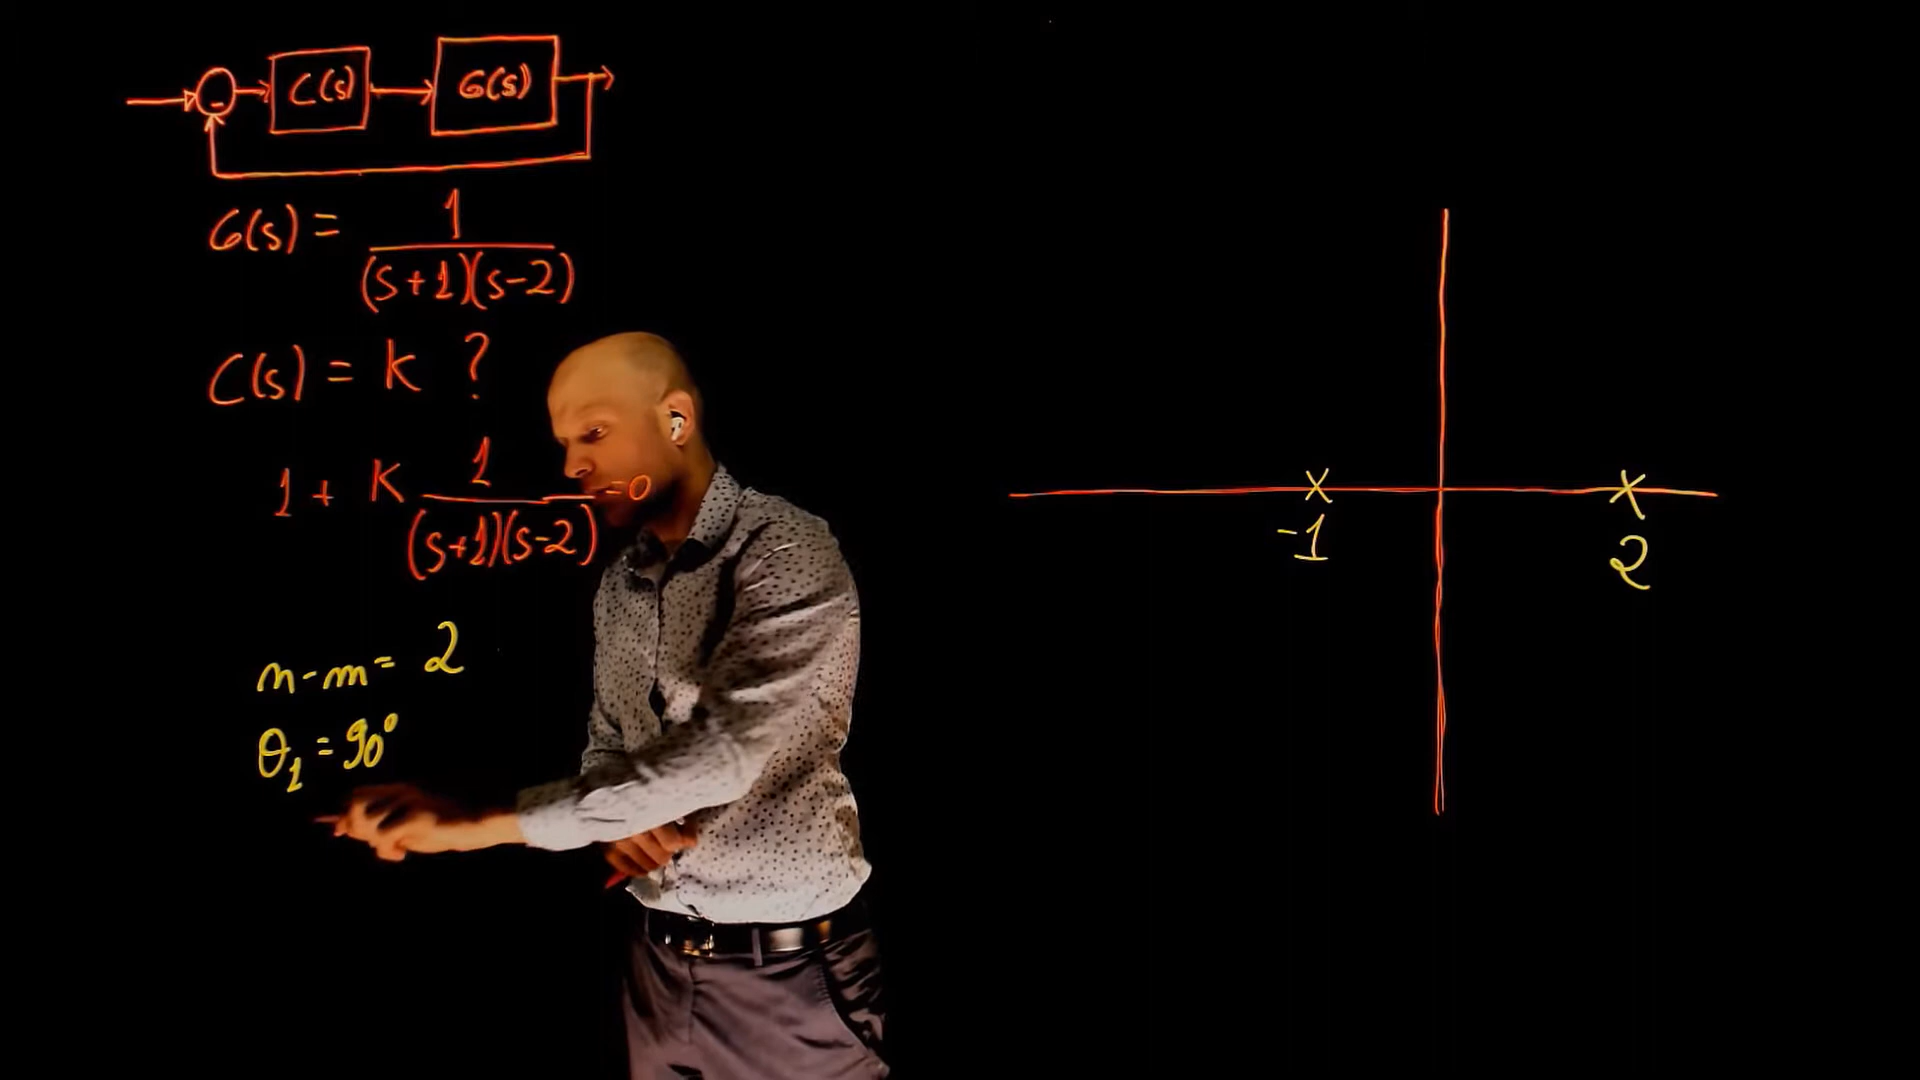 C(s) G(s)
G(s) = 1
(s+1)(s-2)
C(s) = K ?
1 + K 1 = 0
(s+1)(s-2)
n-m = 2
θ1 = 90°
-1
2